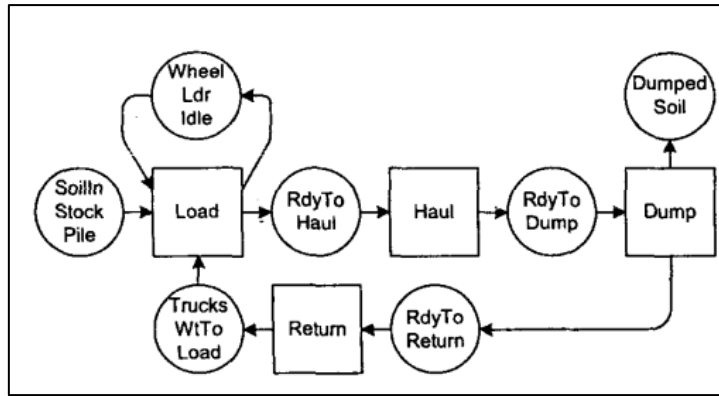 Wheel
Ldr
Idle
Dumped
Soil
SoilIn
Stock
Pile
Load
RdyTo
Haul
Haul
RdyTo
Dump
Dump
Trucks
WtTo
Load
Return
RdyTo
Return